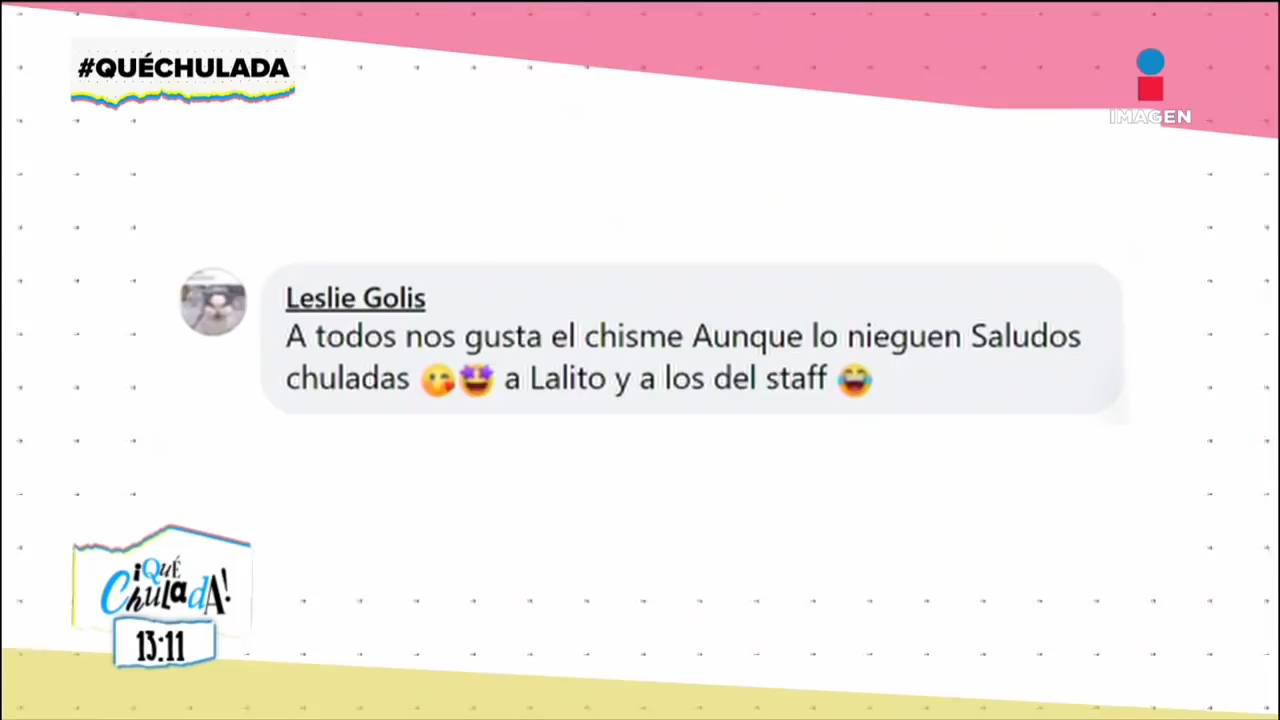 #QUÉCHULADA
IMAGEN
Leslie Golis
A todos nos gusta el chisme Aunque lo nieguen Saludos
chuladas 😘🤩 a Lalito y a los del staff 😂
¡QUÉ
ChuladA!
13:11